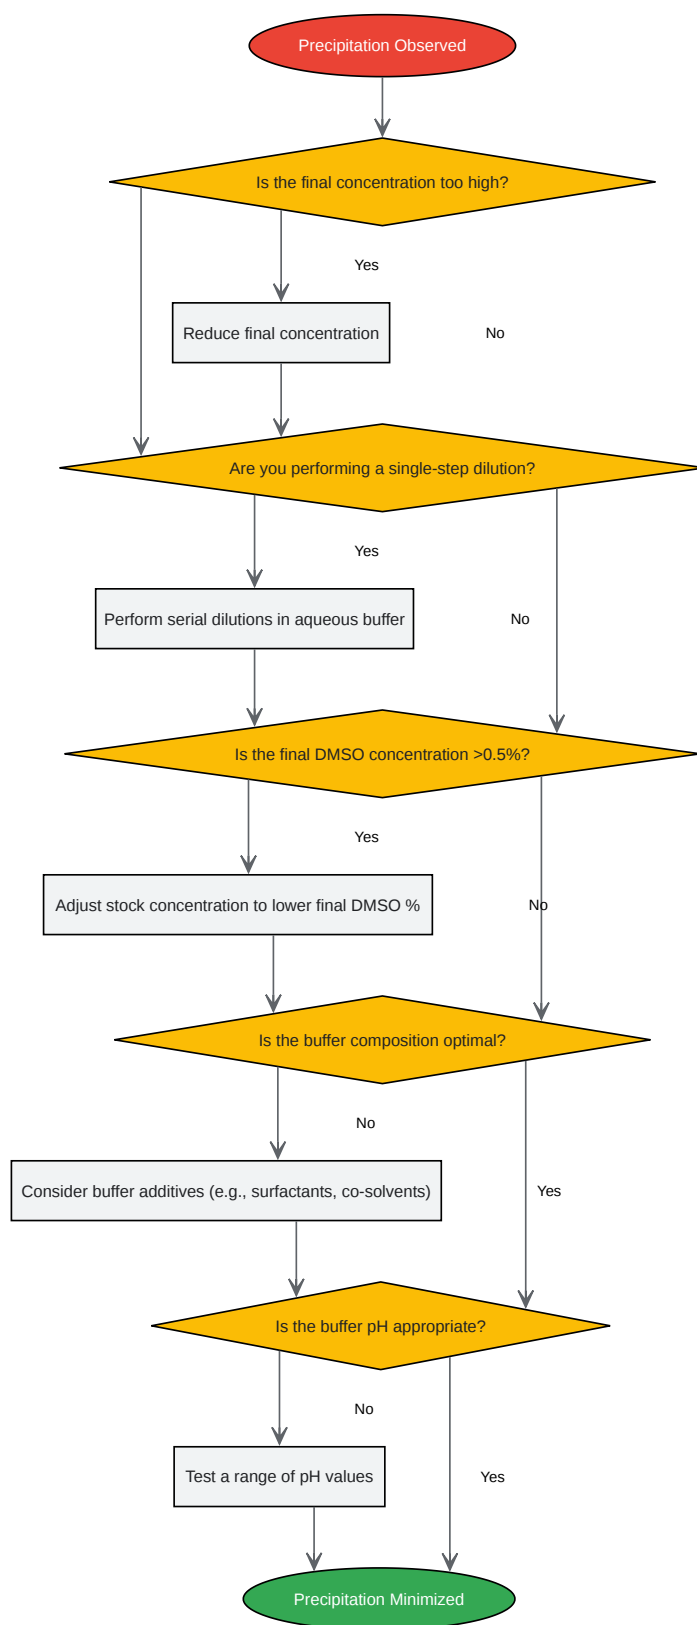 Precipitation Observed
Is the final concentration too high?
Yes
Reduce final concentration
No
Are you performing a single-step dilution?
Yes
Perform serial dilutions in aqueous buffer
No
Is the final DMSO concentration >0.5%?
Yes
Adjust stock concentration to lower final DMSO %
No
Is the buffer composition optimal?
No
Consider buffer additives (e.g., surfactants, co-solvents)
Yes
Is the buffer pH appropriate?
No
Test a range of pH values
Yes
Precipitation Minimized